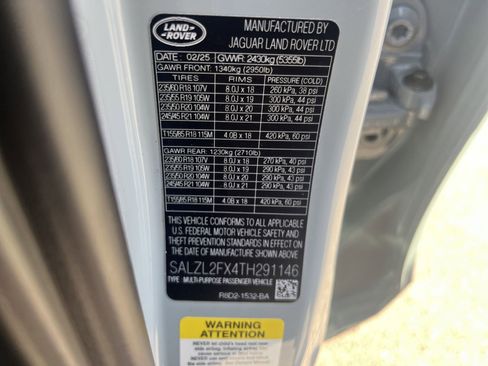 LAND-
ROVER
MANUFACTURED BY
JAGUAR LAND ROVER LTD
DATE 02/25 GVWR: 2430kg (5355lb)
GAWR FRONT: 1340kg (2950lb)
TIRES RIMS PRESSURE (COLD)
235/60 R18 107V 8.0J x 18 260 kPa, 38 psi
235/55 R19 105W 8.0J x 19 300 kPa, 44 psi
235/50 R20 104W 8.0J x 20 300 kPa, 44 psi
245/45 R21 104W 8.0J x 21 300 kPa, 44 psi
T155/85 R18 115M 4.0B x 18 420 kPa, 60 psi
GAWR REAR: 1230kg (2710lb)
235/60 R18 107V 8.0J x 18 270 kPa, 40 psi
235/55 R19 105W 8.0J x 19 290 kPa, 43 psi
235/50 R20 104W 8.0J x 20 290 kPa, 43 psi
245/45 R21 104W 8.0J x 21 290 kPa, 43 psi
T155/85 R18 115M 4.0B x 18 420 kPa, 60 psi
THIS VEHICLE CONFORMS TO ALL APPLICABLE
U.S. FEDERAL MOTOR VEHICLE SAFETY AND
THEFT PREVENTION STANDARDS IN EFFECT ON
THE DATE OF MANUFACTURE SHOWN ABOVE
SALZL2FX4TH291146
TYPE: MULTI-PURPOSE PASSENGER VEHICLE
R8D2-1532-BA
WARNING
ATTENTION